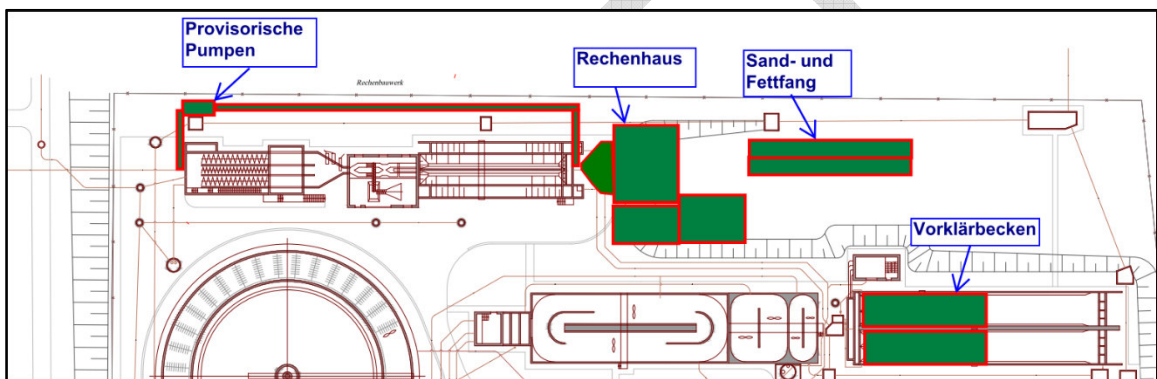 Provisorische
Pumpen
Rechenhaus
Sand- und
Fettfang
Rechenbauwerk
Vorklärbecken